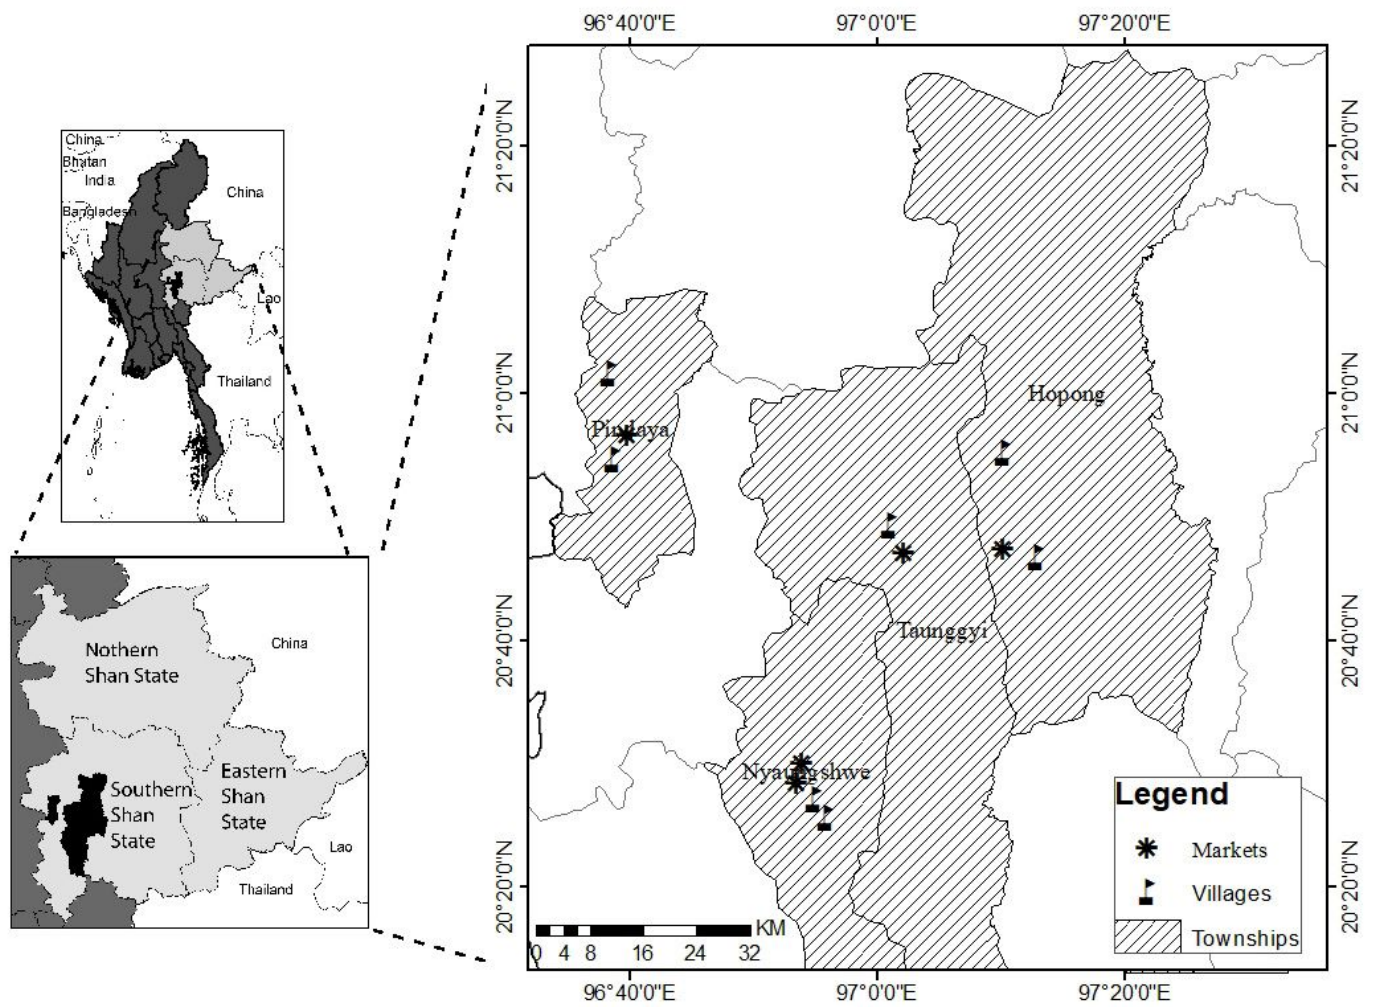 96°40'0"E 97°0'0"E 97°20'0"E
China
Bhutan
India
China
Bangladesh
Lao
Thailand
21°20'0"N
21°20'0"N
21°0'0"N
21°0'0"N
20°40'0"N
20°40'0"N
20°20'0"N
20°20'0"N
Hopong
Pindaya
Taunggyi
Nyaungshwe
Nothern
Shan State
China
Southern
Shan
State
Eastern
Shan
State
Lao
Thailand
Legend
Markets
Villages
Townships
KM
0 4 8 16 24 32
96°40'0"E 97°0'0"E 97°20'0"E